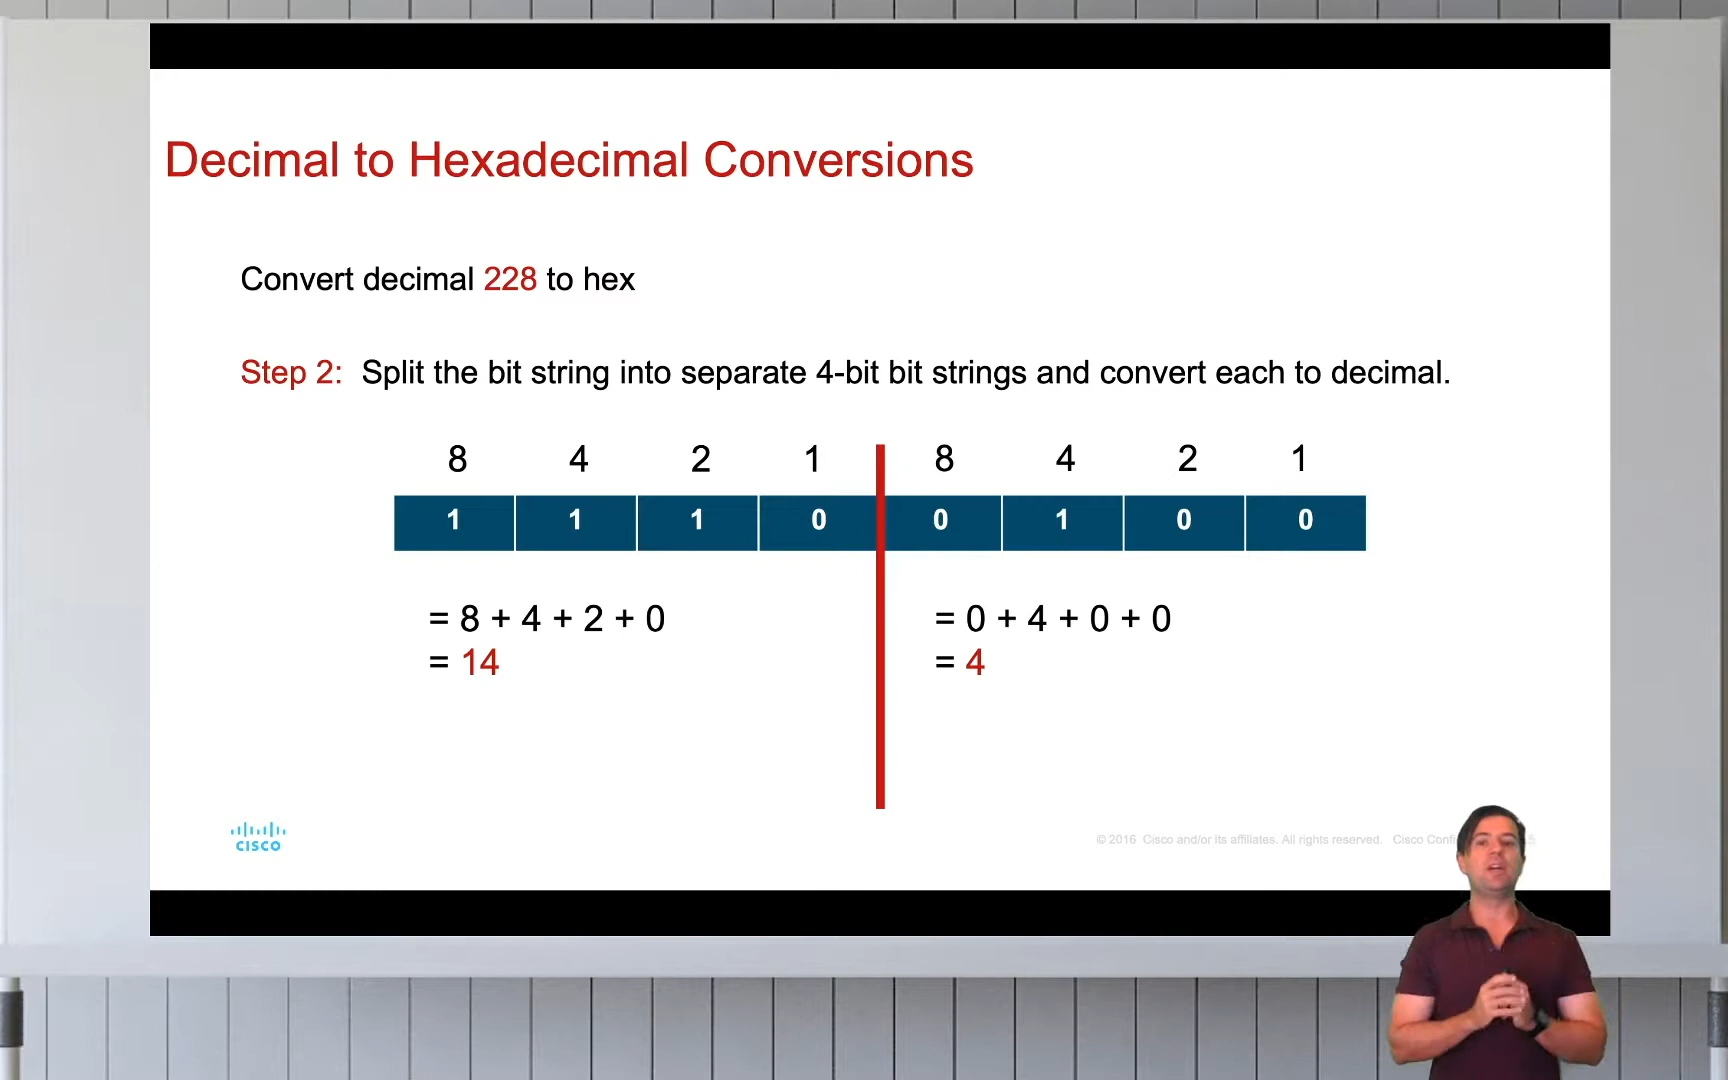 Decimal to Hexadecimal Conversions
Convert decimal 228 to hex
Step 2: Split the bit string into separate 4-bit bit strings and convert each to decimal.
8 4 2 1 8 4 2 1
1 1 1 0 0 1 0 0
= 8 + 4 + 2 + 0 = 0 + 4 + 0 + 0
= 14 = 4
CISCO
© 2016 Cisco and/or its affiliates. All rights reserved. Cisco